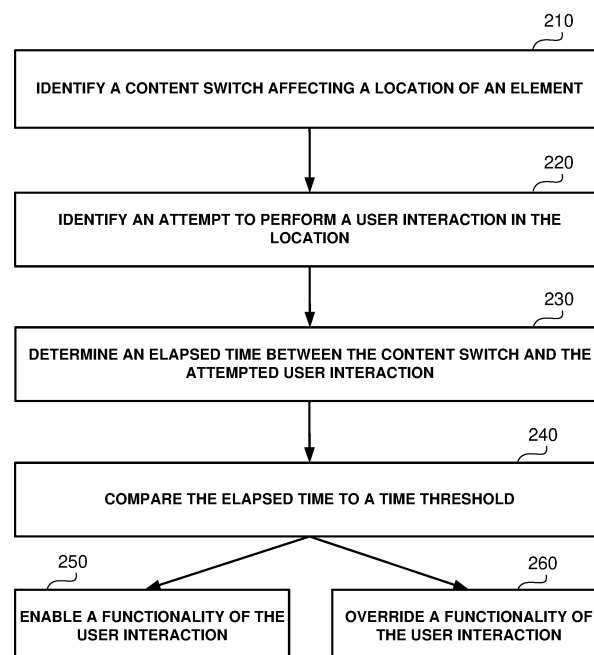 210
IDENTIFY A CONTENT SWITCH AFFECTING A LOCATION OF AN ELEMENT
220
IDENTIFY AN ATTEMPT TO PERFORM A USER INTERACTION IN THE
LOCATION
230
DETERMINE AN ELAPSED TIME BETWEEN THE CONTENT SWITCH AND THE
ATTEMPTED USER INTERACTION
240
COMPARE THE ELAPSED TIME TO A TIME THRESHOLD
250
ENABLE A FUNCTIONALITY OF THE
USER INTERACTION
260
OVERRIDE A FUNCTIONALITY OF
THE USER INTERACTION